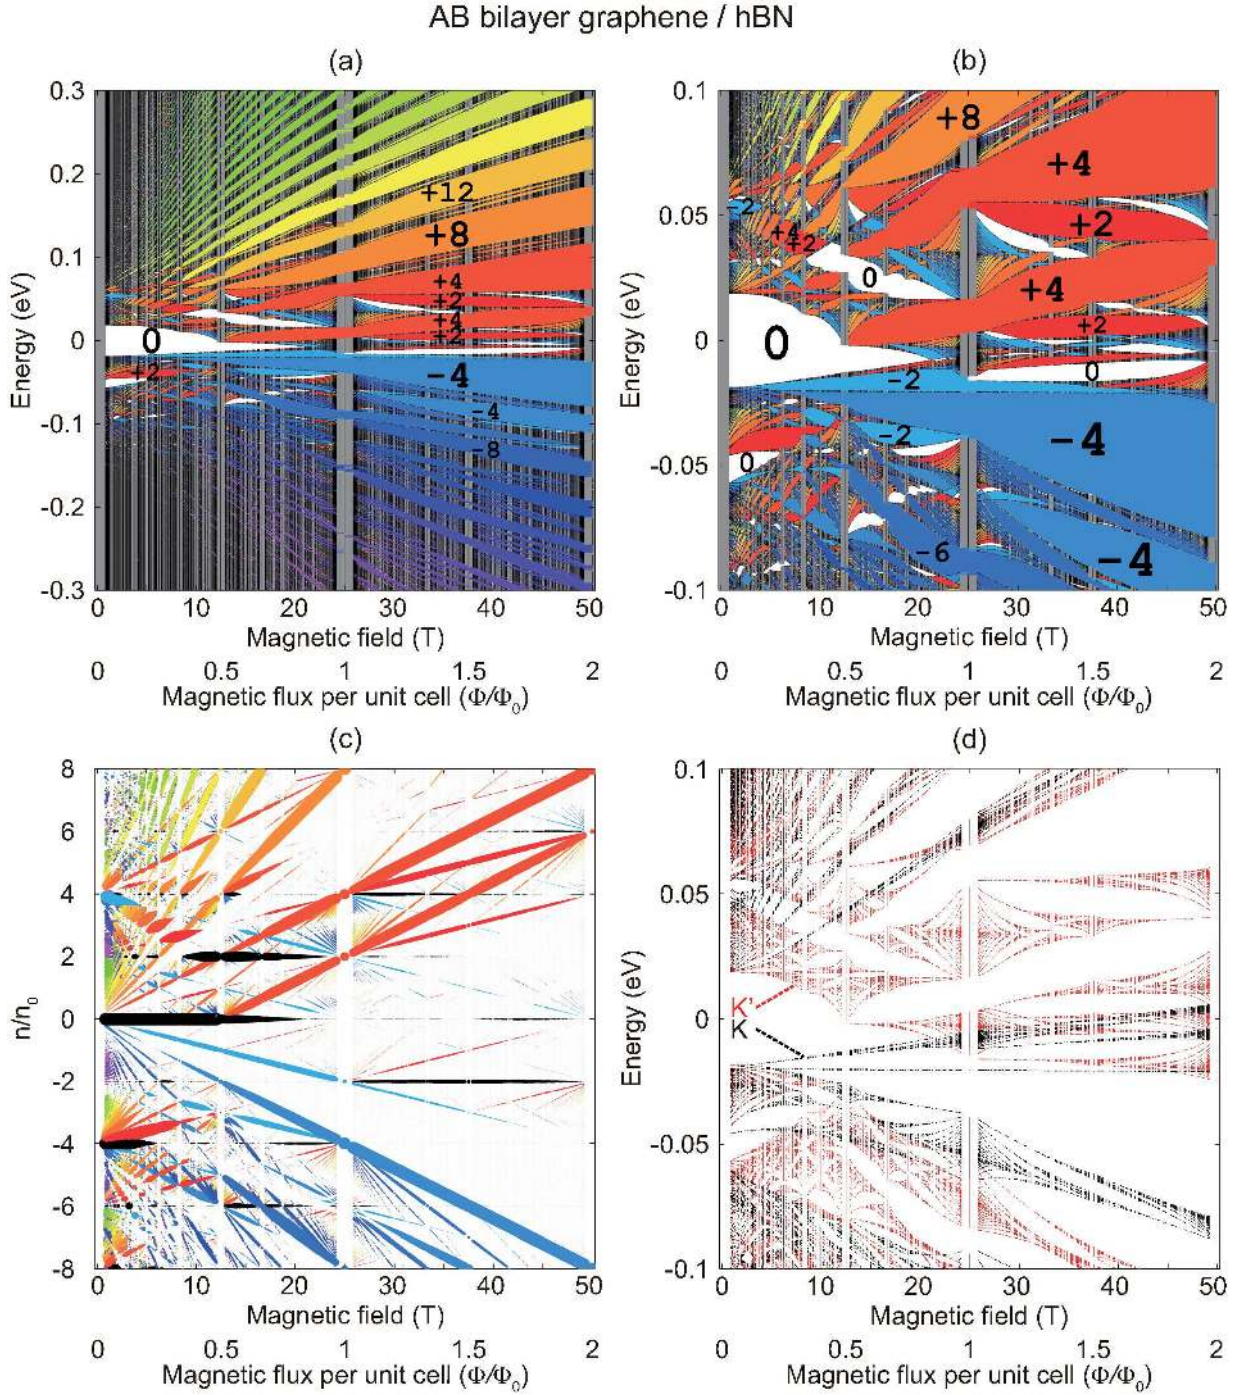 AB bilayer graphene / hBN
(a)
0.3
0.2
0.1
0
-0.1
-0.2
-0.3
Energy (eV)
+12
+8
+4
+2
+4
+2
0
+2
-4
-4
-8
0 10 20 30 40 50
Magnetic field (T)
0 0.5 1 1.5 2
Magnetic flux per unit cell (Φ/Φ0)
(b)
0.1
0.05
0
-0.05
-0.1
Energy (eV)
+8
+4
-2
+4
+2
+2
0
+4
0
+2
-2
0
-2
-4
0
-6
-4
0 10 20 30 40 50
Magnetic field (T)
0 0.5 1 1.5 2
Magnetic flux per unit cell (Φ/Φ0)
(c)
8
6
4
2
0
-2
-4
-6
-8
n/n0
0 10 20 30 40 50
Magnetic field (T)
0 0.5 1 1.5 2
Magnetic flux per unit cell (Φ/Φ0)
(d)
0.1
0.05
0
-0.05
-0.1
Energy (eV)
K'
K
0 10 20 30 40 50
Magnetic field (T)
0 0.5 1 1.5 2
Magnetic flux per unit cell (Φ/Φ0)